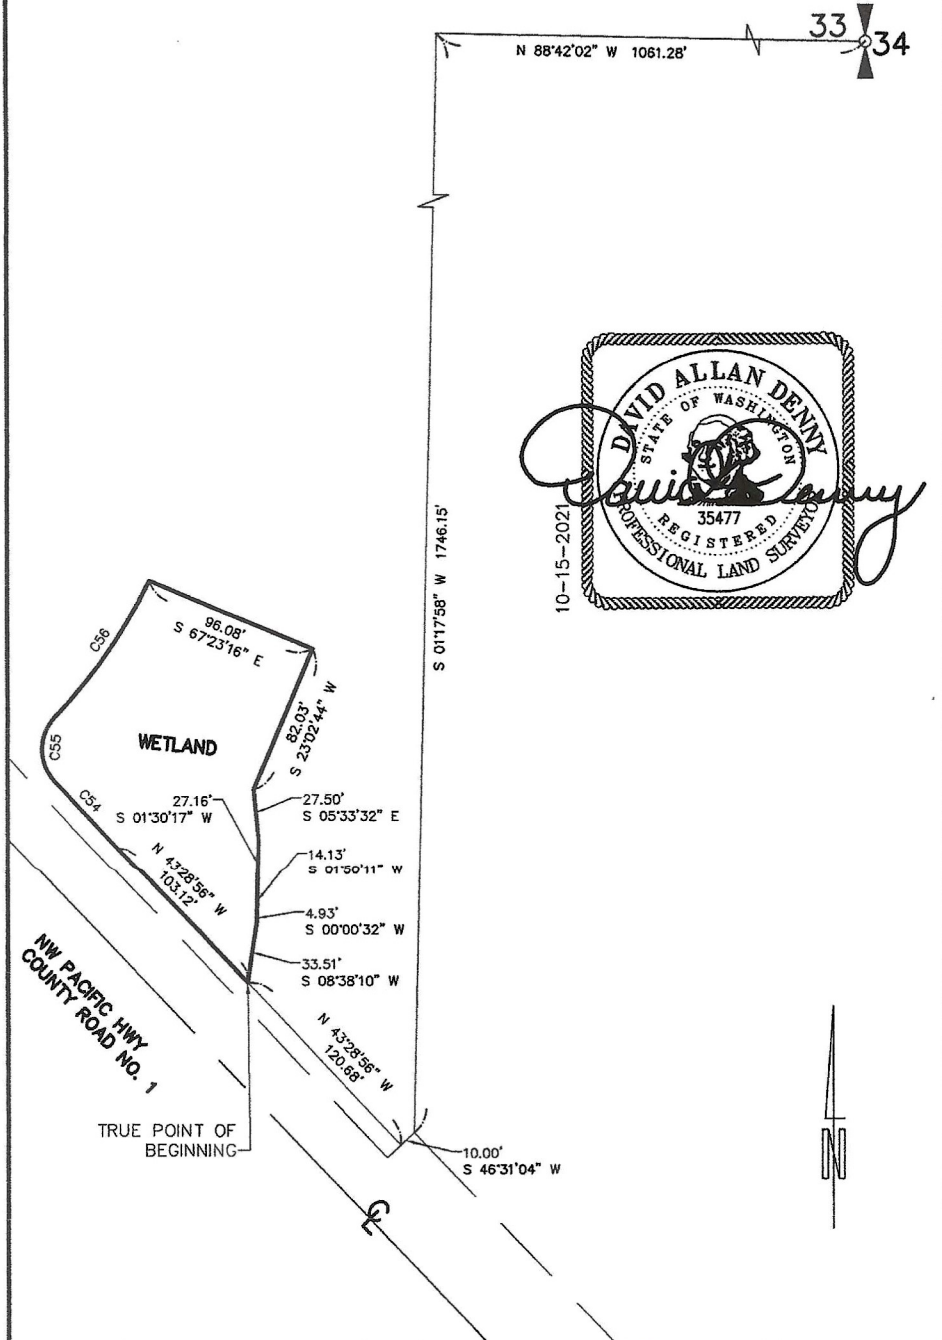 33
34
N 88°42'02" W 1061.28'
S 01°17'58" W 1746.15'
DAVID ALLAN DENNY
STATE OF WASHINGTON
35477
REGISTERED
PROFESSIONAL LAND SURVEYOR
David Denny
10-15-2021
96.08'
S 67°23'16" E
C56
82.03'
S 23°02'44" W
C55
WETLAND
C54
27.16'
S 01°30'17" W
27.50'
S 05°33'32" E
14.13'
S 01°50'11" W
4.93'
S 00°00'32" W
33.51'
S 08°38'10" W
N 43°28'56" W
103.12'
NW PACIFIC HWY
COUNTY ROAD NO. 1
N 43°28'56" W
120.68'
TRUE POINT OF
BEGINNING
10.00'
S 46°31'04" W
CL
N